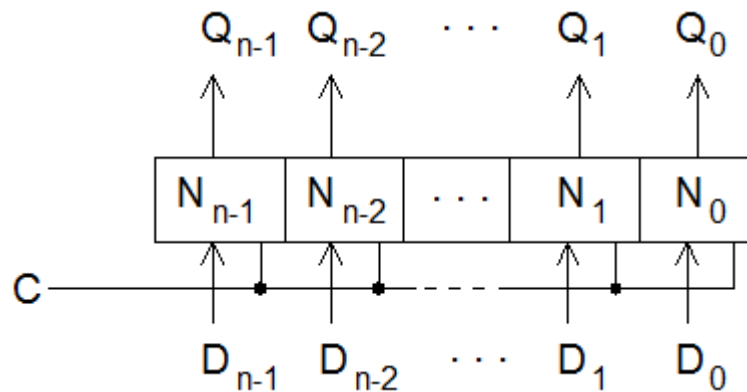 Qn-1 Qn-2 · · · Q1 Q0
Nn-1 Nn-2 · · · N1 N0
C
Dn-1 Dn-2 · · · D1 D0